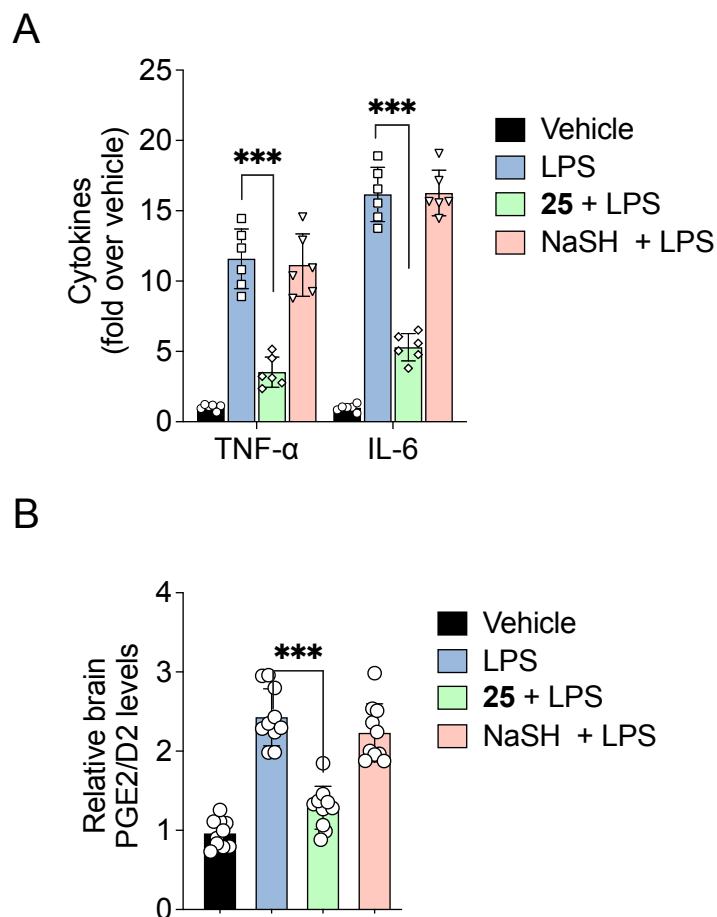 A
Cytokines
(fold over vehicle)
25
20
15
10
5
0
***
***
TNF-α
IL-6
Vehicle
LPS
25 + LPS
NaSH + LPS
B
Relative brain
PGE2/D2 levels
4
3
2
1
0
***
Vehicle
LPS
25 + LPS
NaSH + LPS